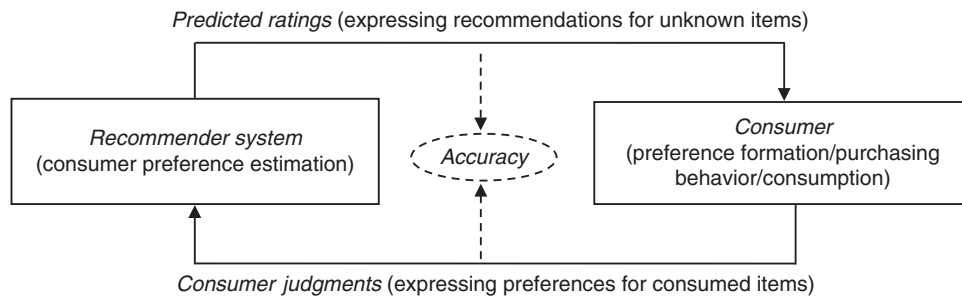 Predicted ratings (expressing recommendations for unknown items)
Recommender system
(consumer preference estimation)
Accuracy
Consumer
(preference formation/purchasing
behavior/consumption)
Consumer judgments (expressing preferences for consumed items)